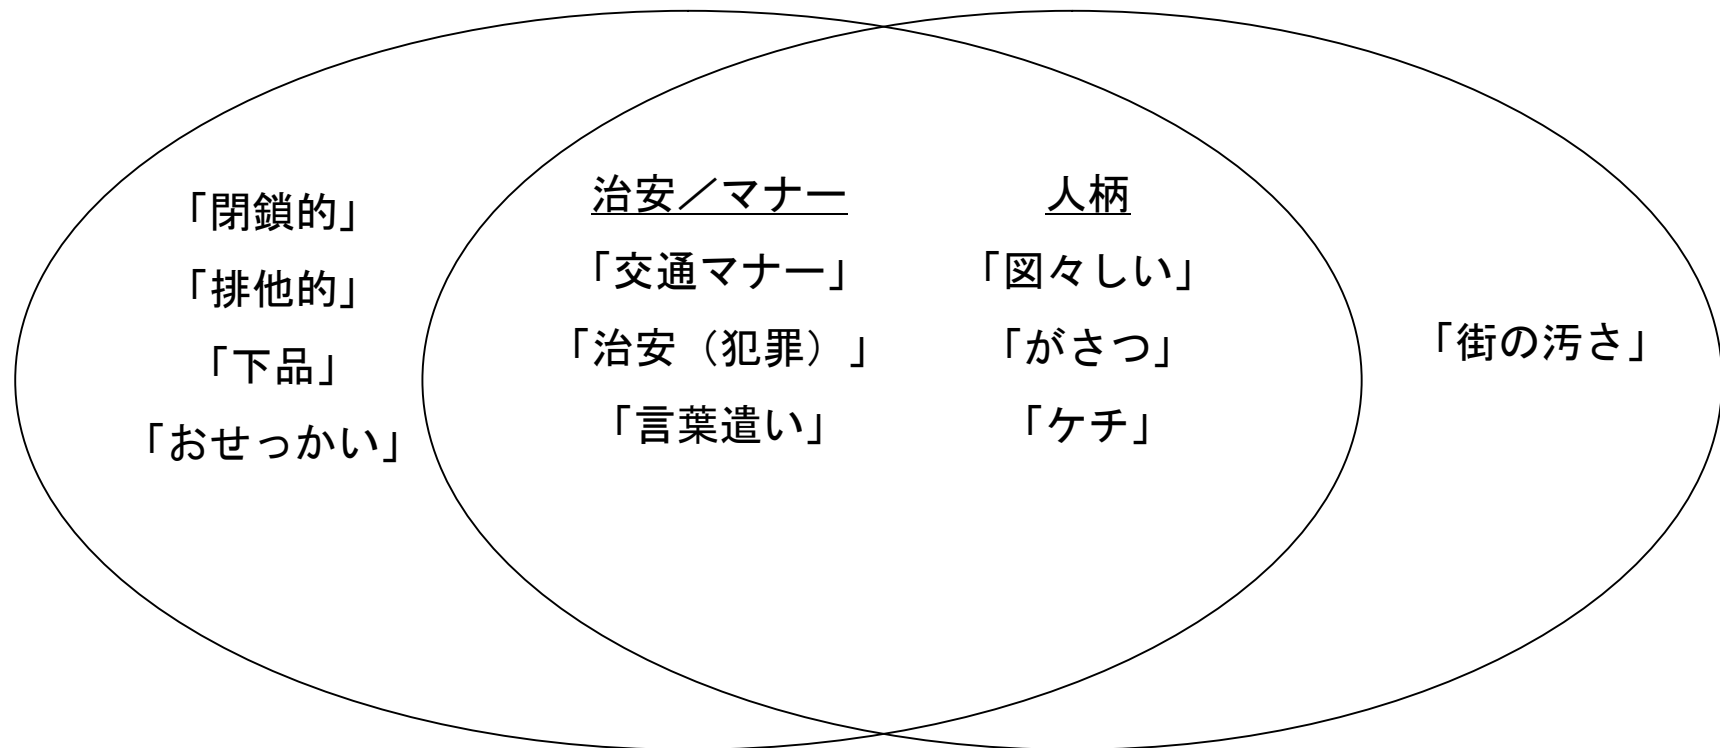 「閉鎖的」
「排他的」
「下品」
「おせっかい」
治安／マナー
「交通マナー」
「治安（犯罪）」
「言葉遣い」
人柄
「図々しい」
「がさつ」
「ケチ」
「街の汚さ」